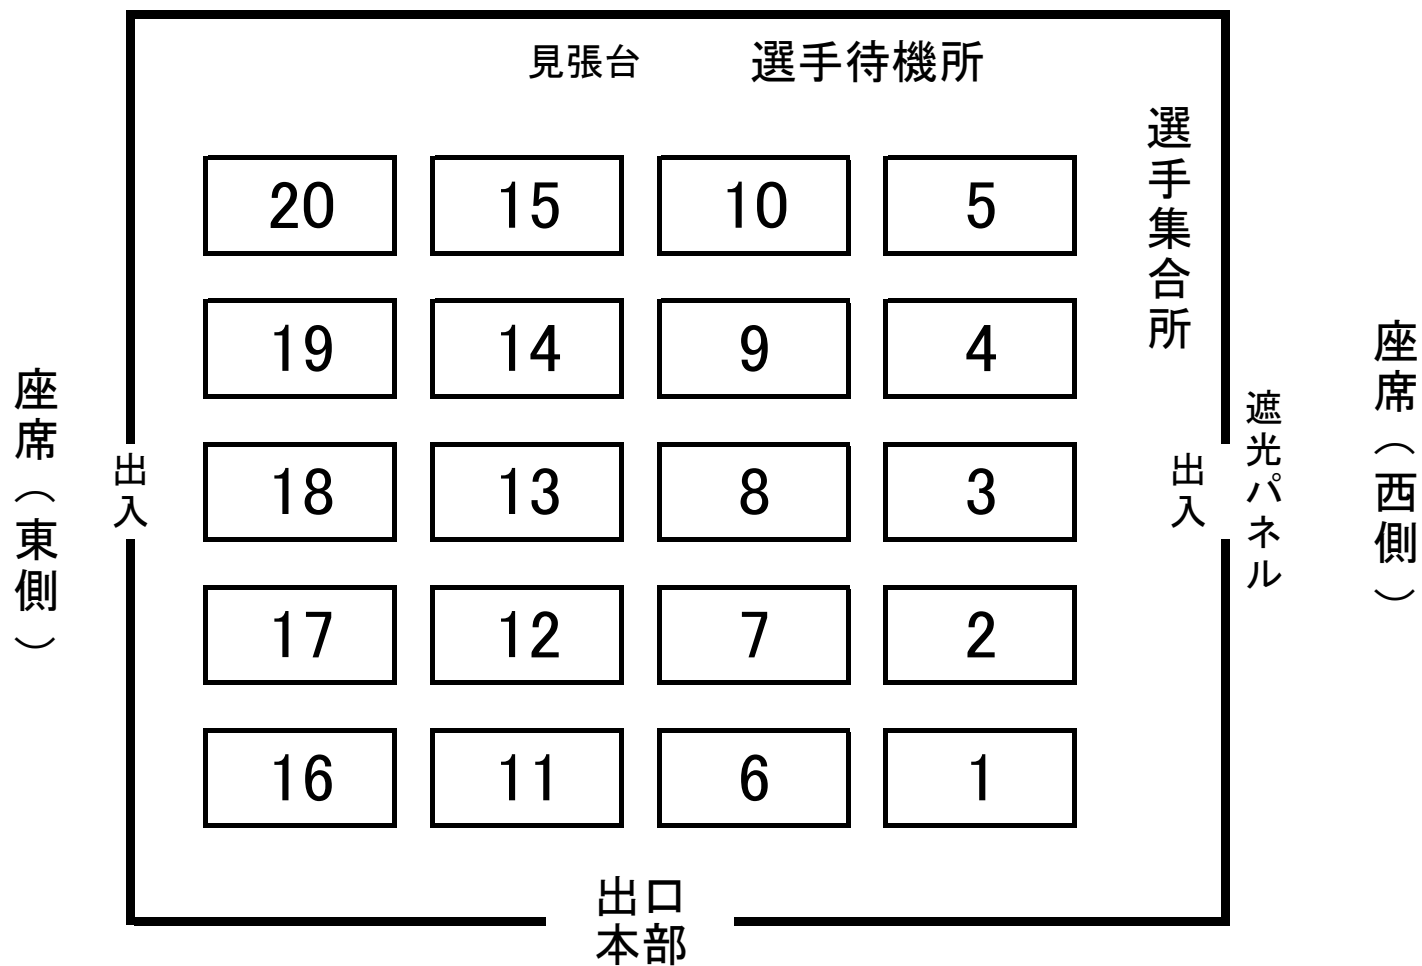 見張台
選手待機所
選手集合所
20 15 10 5
19 14 9 4
18 13 8 3
17 12 7 2
16 11 6 1
座席（東側）
出入
出入
遮光パネル
座席（西側）
出口
本部